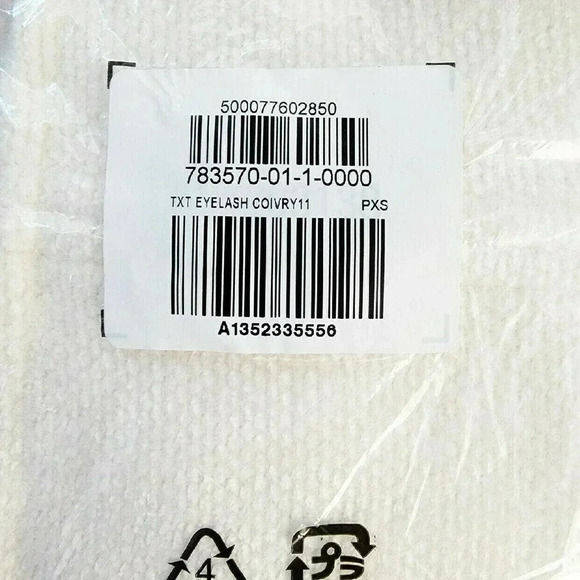 500077602850
783570-01-1-0000
TXT EYELASH COIVRY11 PXS
A1352335556
4
プラ